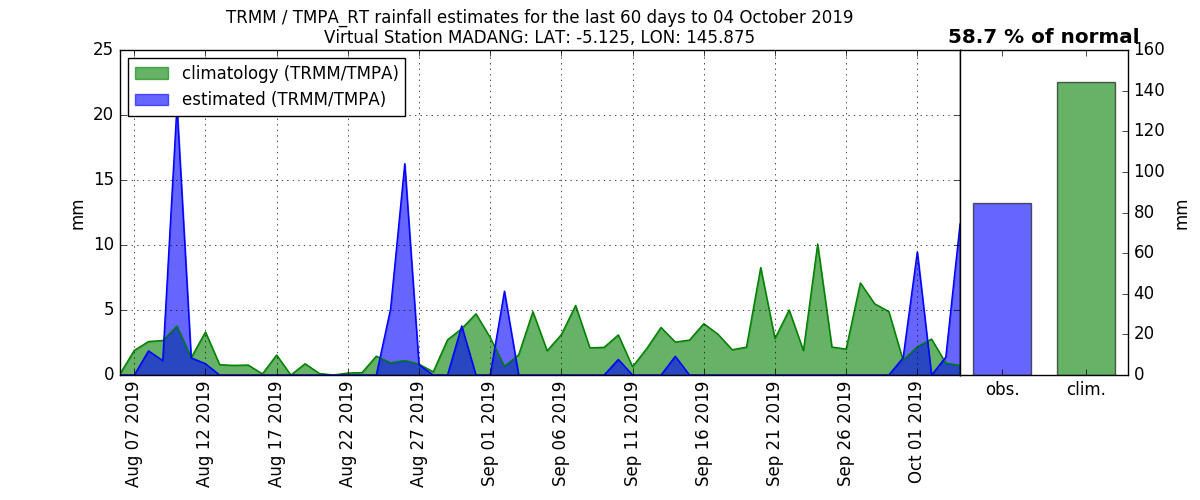 TRMM / TMPA_RT rainfall estimates for the last 60 days to 04 October 2019
Virtual Station MADANG: LAT: -5.125, LON: 145.875
58.7 % of normal
climatology (TRMM/TMPA)
estimated (TRMM/TMPA)
25
20
15
10
5
0
mm
Aug 07 2019
Aug 12 2019
Aug 17 2019
Aug 22 2019
Aug 27 2019
Sep 01 2019
Sep 06 2019
Sep 11 2019
Sep 16 2019
Sep 21 2019
Sep 26 2019
Oct 01 2019
obs.
clim.
160
140
120
100
80
60
40
20
0
mm